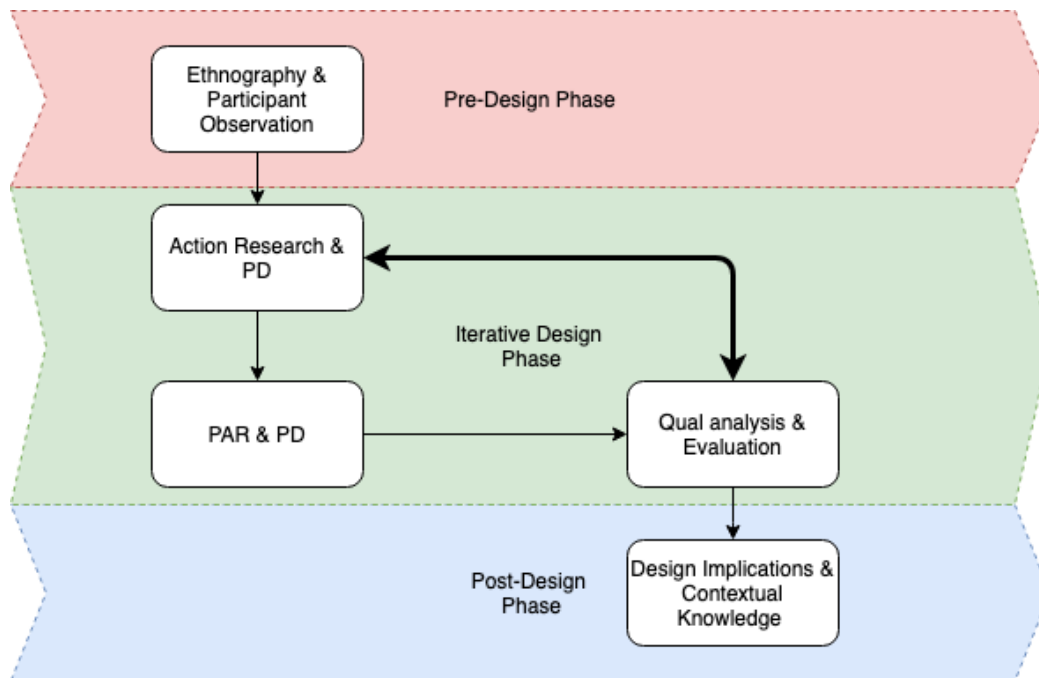 Ethnography &
Participant
Observation
Pre-Design Phase
Action Research &
PD
Iterative Design
Phase
PAR & PD
Qual analysis &
Evaluation
Post-Design
Phase
Design Implications &
Contextual
Knowledge